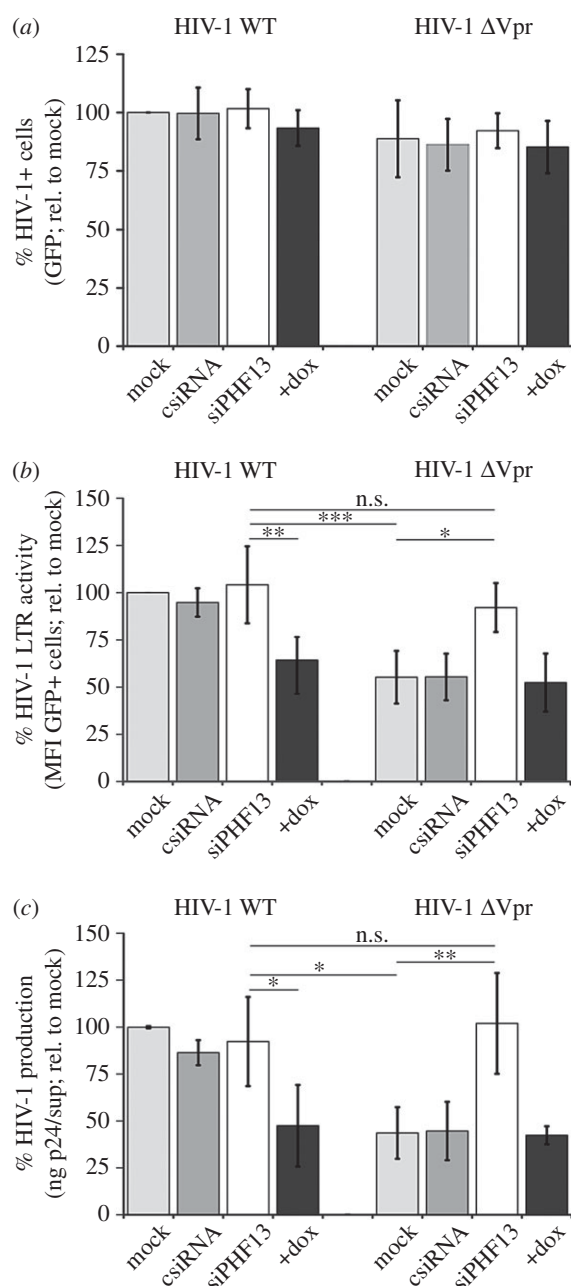 (a)
HIV-1 WT HIV-1 ΔVpr
% HIV-1+ cells
(GFP; rel. to mock)
125
100
75
50
25
0
mock csiRNA siPHF13 +dox mock csiRNA siPHF13 +dox
(b)
HIV-1 WT HIV-1 ΔVpr
% HIV-1 LTR activity
(MFI GFP+ cells; rel. to mock)
150
125
100
75
50
25
0
n.s.
***
** *
mock csiRNA siPHF13 +dox mock csiRNA siPHF13 +dox
(c)
HIV-1 WT HIV-1 ΔVpr
% HIV-1 production
(ng p24/sup; rel. to mock)
150
125
100
75
50
25
0
n.s.
* **
*
mock csiRNA siPHF13 +dox mock csiRNA siPHF13 +dox